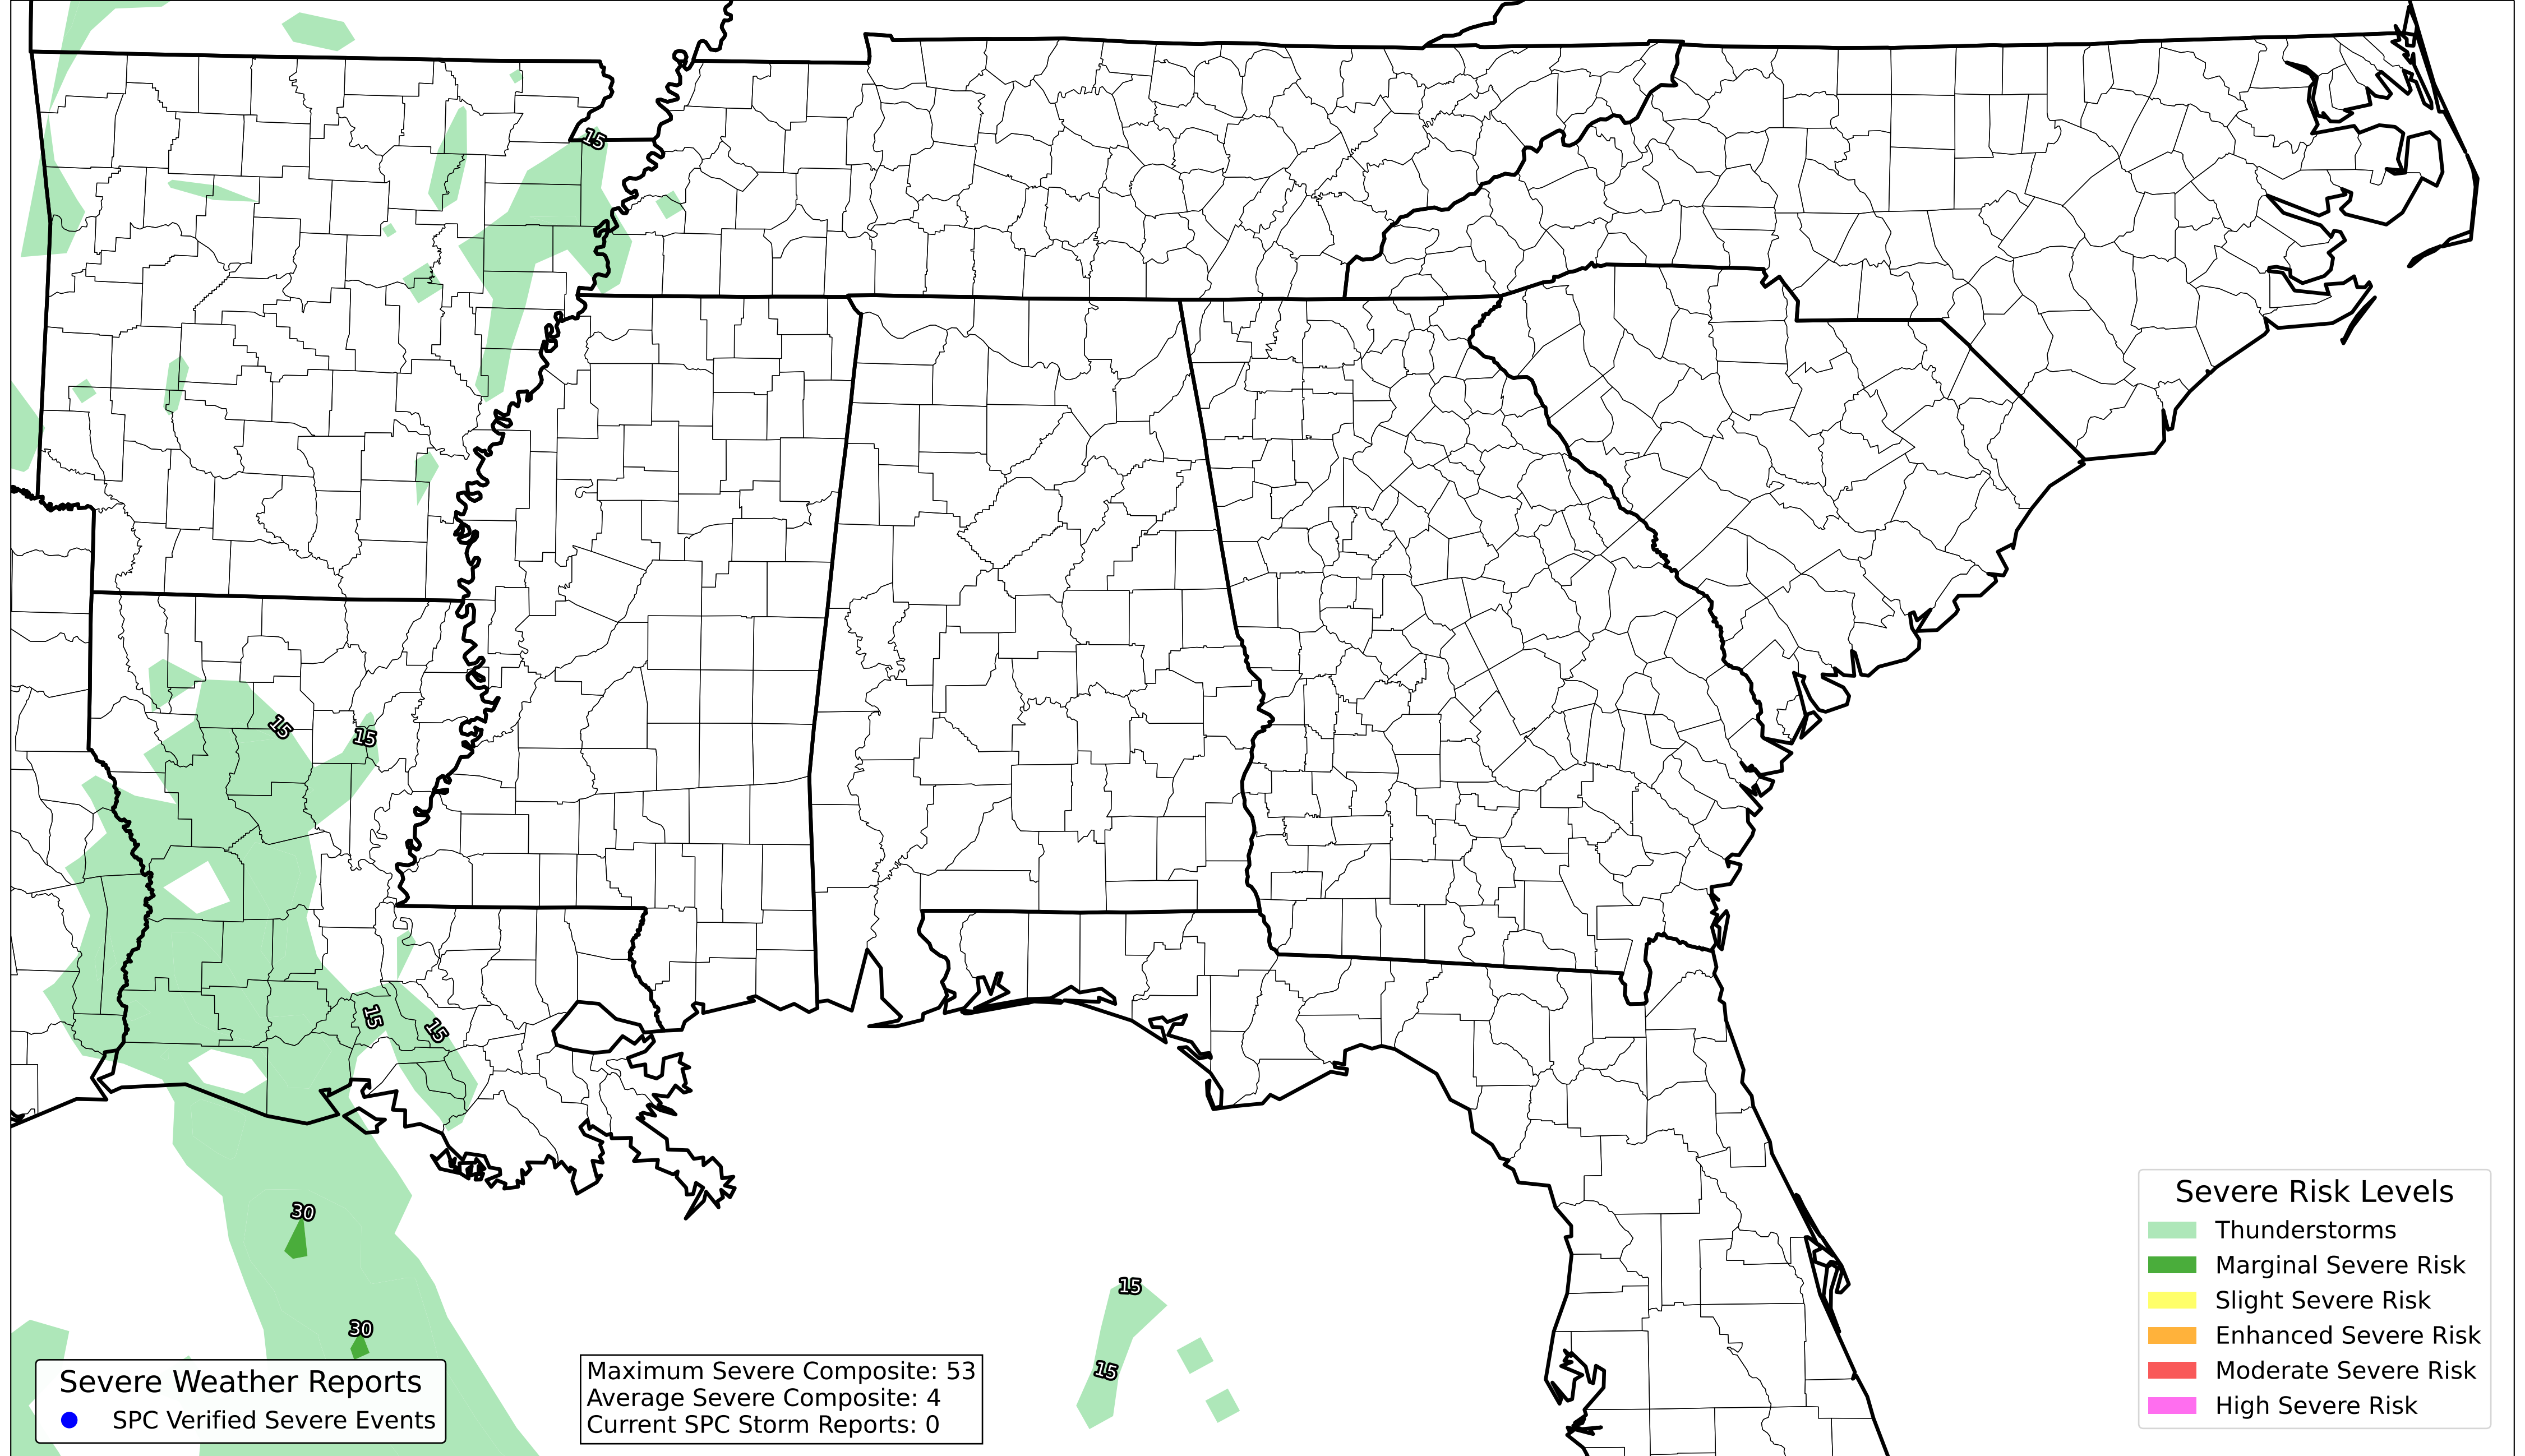 15
15
15
15
15
30
15
30
15
Severe Risk Levels
Thunderstorms
Marginal Severe Risk
Slight Severe Risk
Enhanced Severe Risk
Moderate Severe Risk
High Severe Risk
Severe Weather Reports
SPC Verified Severe Events
Maximum Severe Composite: 53
Average Severe Composite: 4
Current SPC Storm Reports: 0